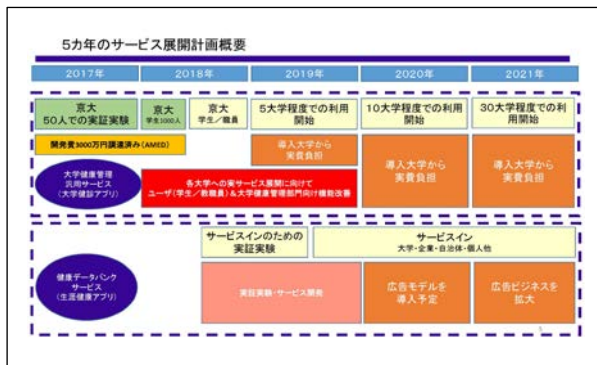 5カ年のサービス展開計画概要
2017年
2018年
2019年
2020年
2021年
京大
50人での実証実験
京大
学生1000人
京大
学生/職員
5大学程度での利用
開始
10大学程度での利用
開始
30大学程度での利
用開始
開発費3000万円調達済み(AMED)
導入大学から
実費負担
導入大学から
実費負担
導入大学から
実費負担
大学健康管理
汎用サービス
(大学健診アプリ)
各大学への実サービス展開に向けて
ユーザ(学生/教職員)&大学健康管理部門向け機能改善
サービスインのための
実証実験
サービスイン
大学・企業・自治体・個人他
健康データバンク
サービス
(生涯健康アプリ)
実証実験・サービス開発
広告モデルを
導入予定
広告ビジネスを
拡大